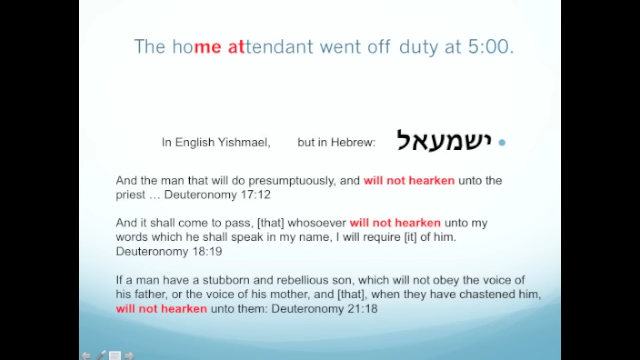 The home attendant went off duty at 5:00.
In English Yishmael, but in Hebrew: ישמעאל
And the man that will do presumptuously, and will not hearken unto the
priest … Deuteronomy 17:12
And it shall come to pass, [that] whosoever will not hearken unto my
words which he shall speak in my name, I will require [it] of him.
Deuteronomy 18:19
If a man have a stubborn and rebellious son, which will not obey the voice of
his father, or the voice of his mother, and [that], when they have chastened him,
will not hearken unto them: Deuteronomy 21:18